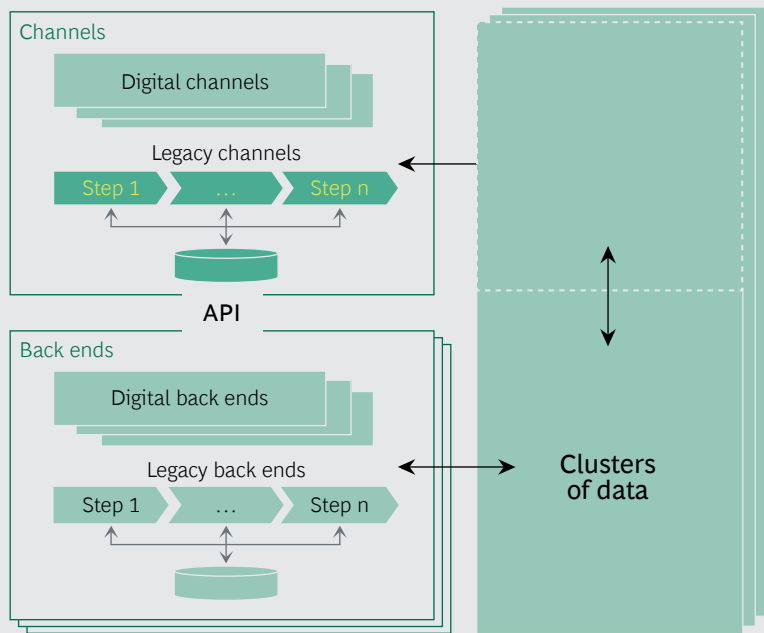 Channels
Digital channels
Legacy channels
Step 1
...
Step n
API
Back ends
Digital back ends
Legacy back ends
Step 1
...
Step n
Clusters
of data